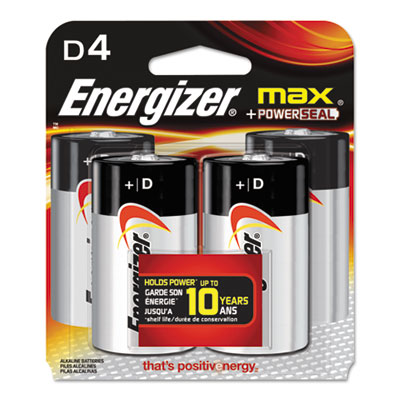 D4
Energizer®
max®
+POWERSEAL
+|D
+|D
Energizer
HOLDS POWER* UP TO
GARDE SON
ÉNERGIE*
JUSQU'À
10 YEARS
ANS
*shelf life/durée de conservation
ALKALINE BATTERIES
PILES ALCALINES
PILAS ALCALINAS
that's positivenergy.